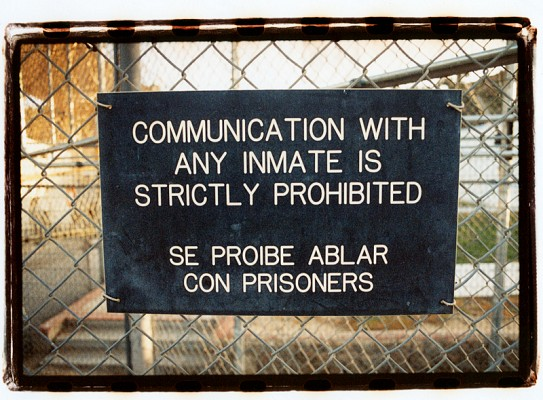 COMMUNICATION WITH
ANY INMATE IS
STRICTLY PROHIBITED
SE PROIBE ABLAR
CON PRISONERS